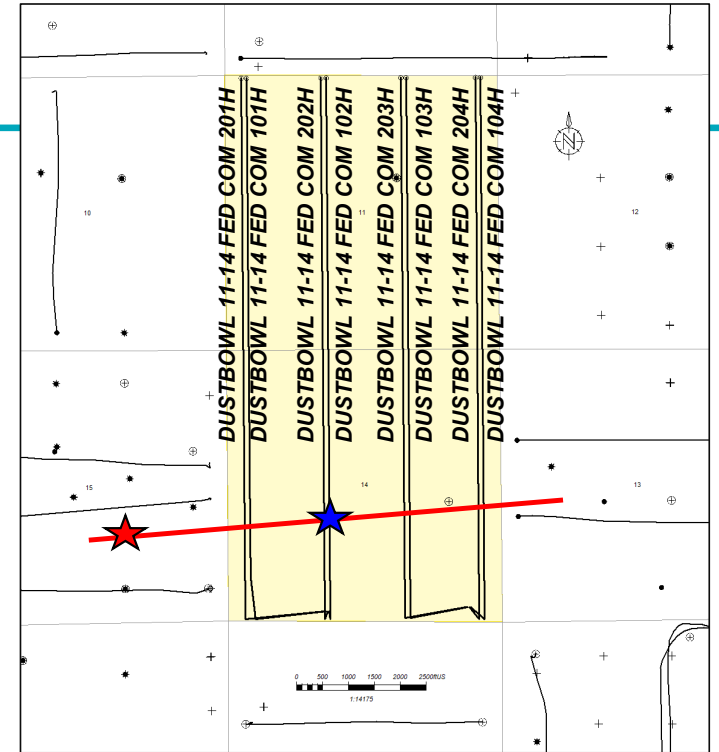 DUSTBOWL 11-14 FED COM 201H
DUSTBOWL 11-14 FED COM 101H
DUSTBOWL 11-14 FED COM 202H
DUSTBOWL 11-14 FED COM 102H
DUSTBOWL 11-14 FED COM 203H
DUSTBOWL 11-14 FED COM 103H
DUSTBOWL 11-14 FED COM 204H
DUSTBOWL 11-14 FED COM 104H
N
10
11
12
15
14
13
0 500 1000 1500 2000 2500ftUS
1:14175